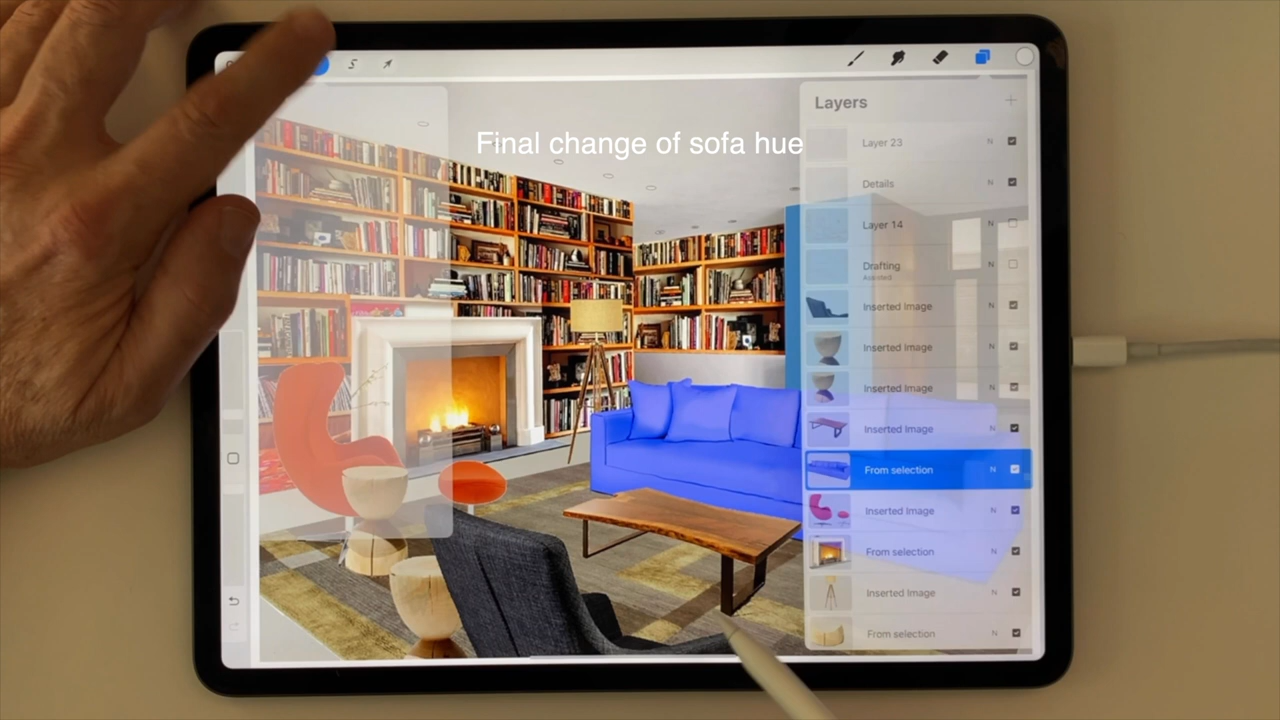 Final change of sofa hue
Layers
Layer 23 N
Details N
Layer 14 N
Drafting N
Assisted
Inserted Image N
Inserted Image N
Inserted Image N
Inserted Image N
From selection N
Inserted Image N
From selection N
Inserted Image N
From selection N